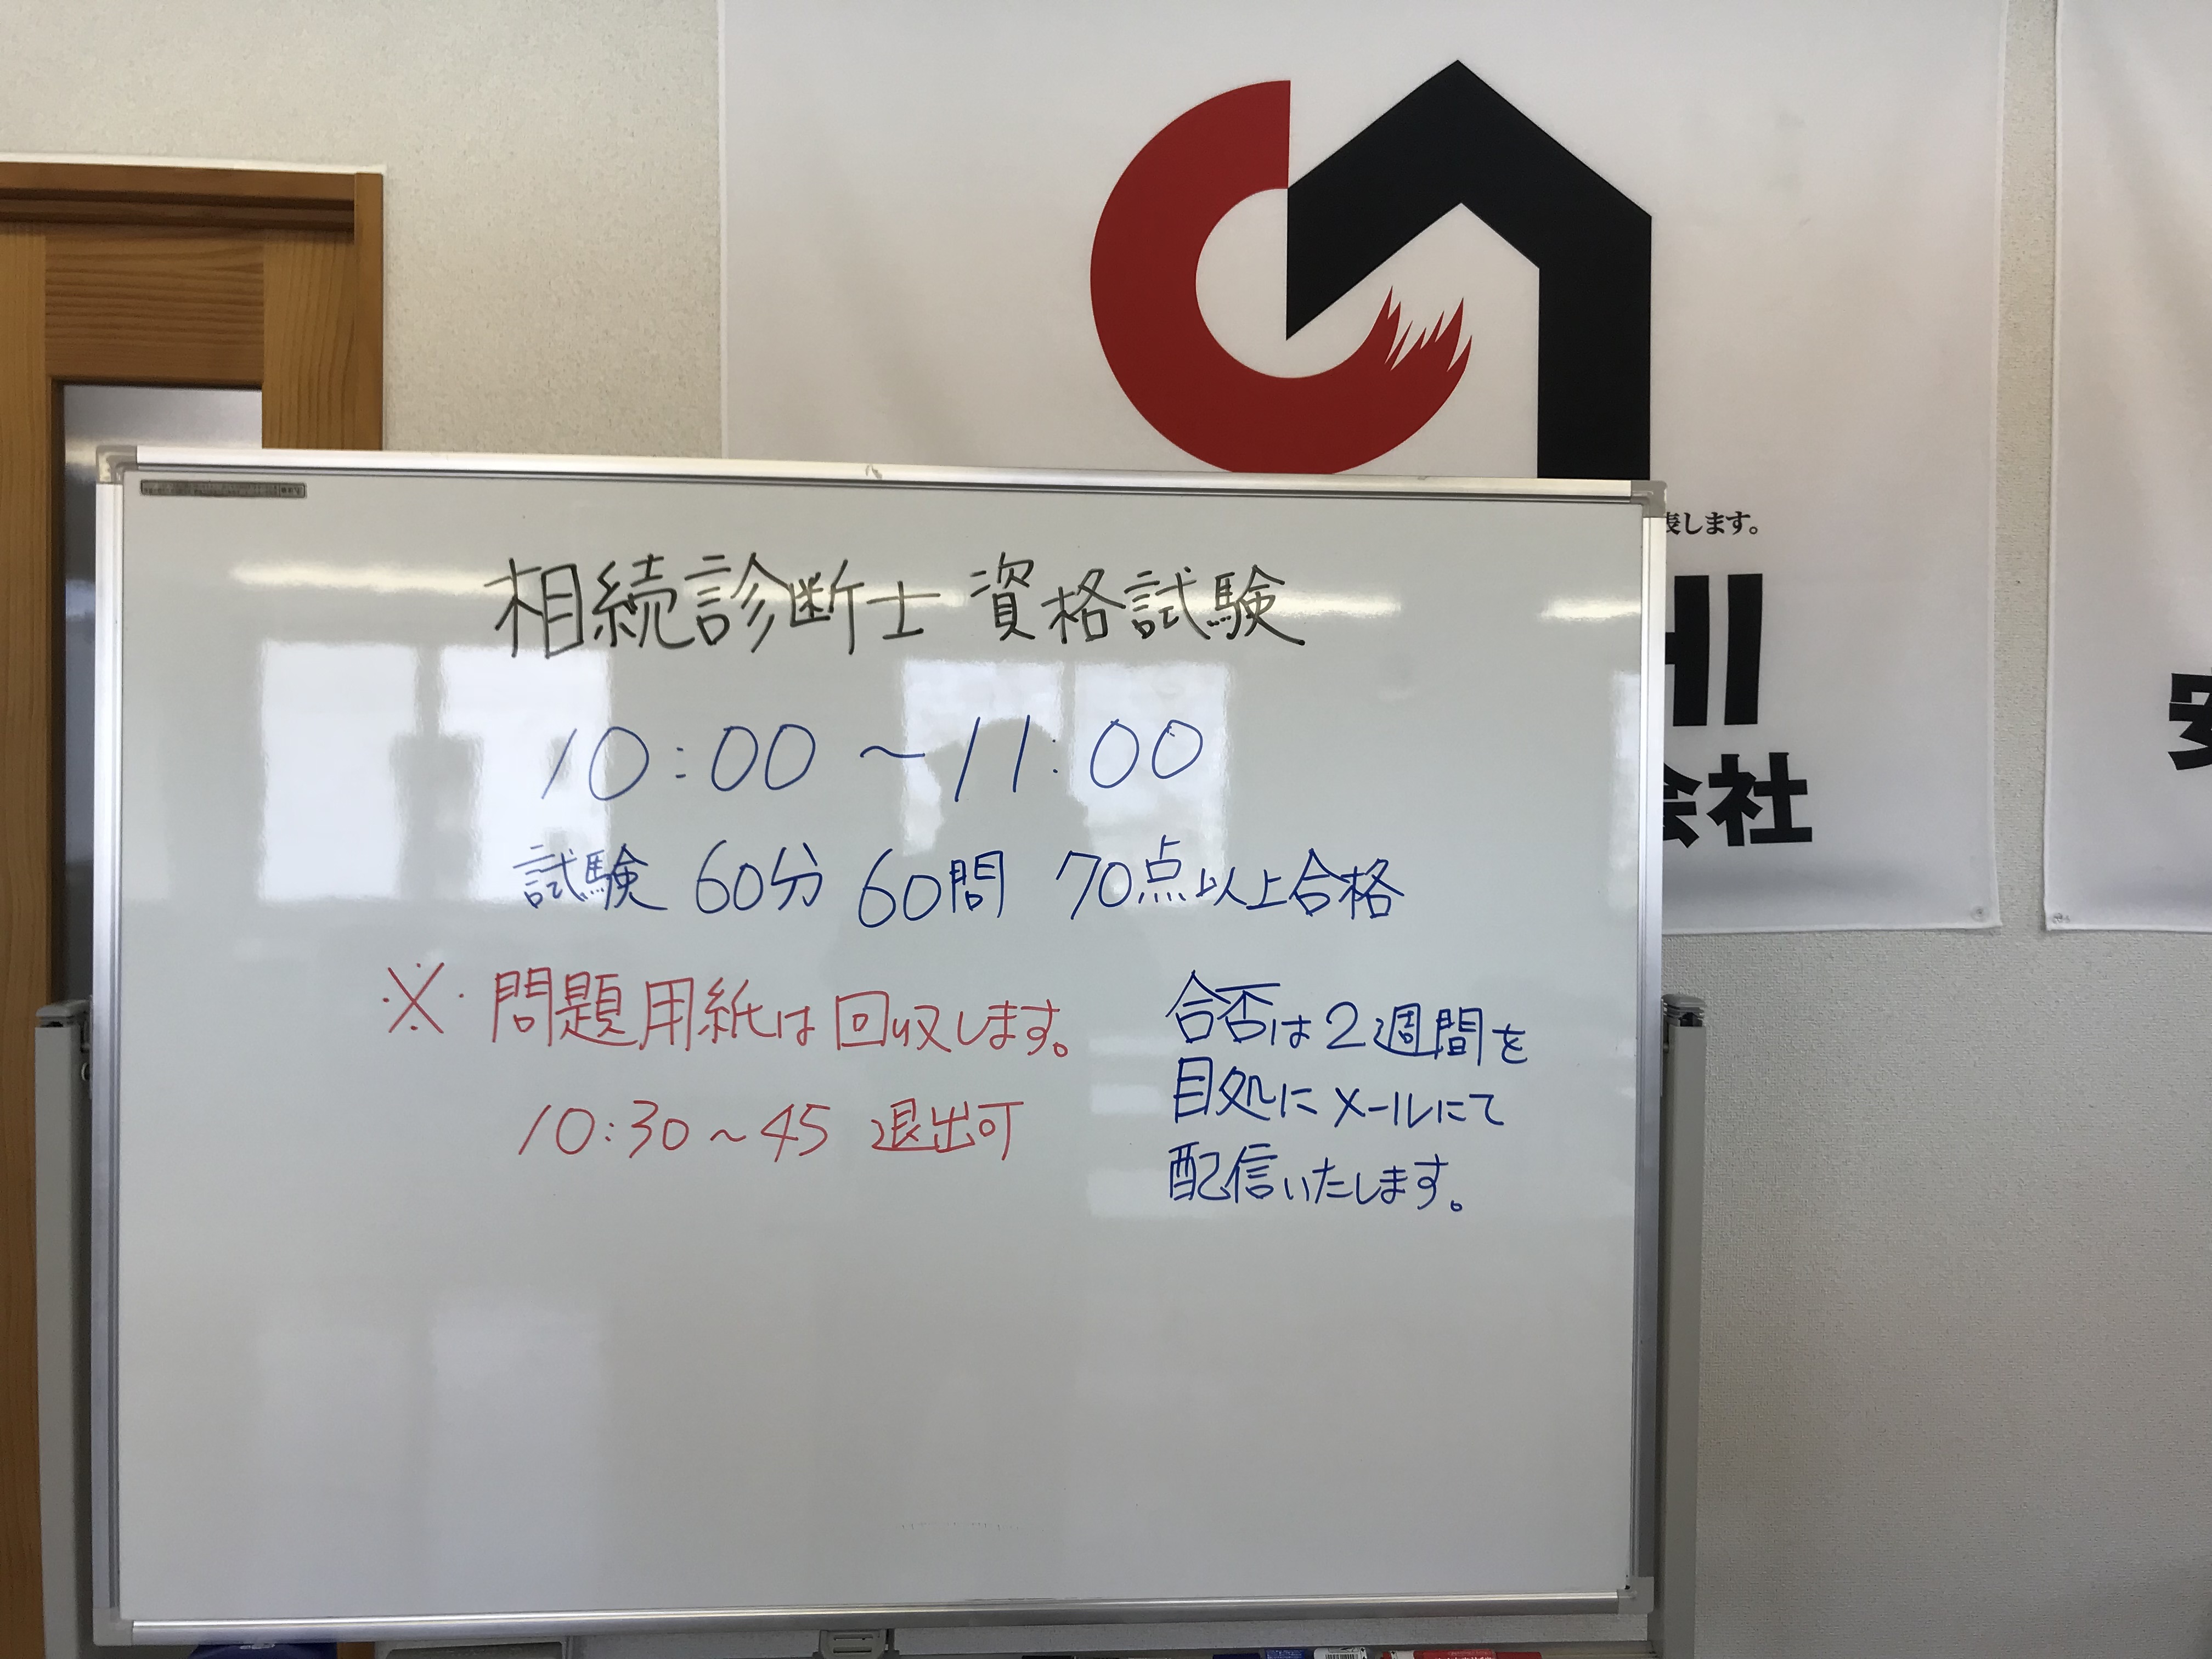 相続診断士 資格試験
10:00 ～ 11:00
試験 60分 60問 70点以上合格
※ 問題用紙は回収します。
10:30～45 退出可
合否は2週間を
目処にメールにて
配信いたします。
表します。
HI
会社
安